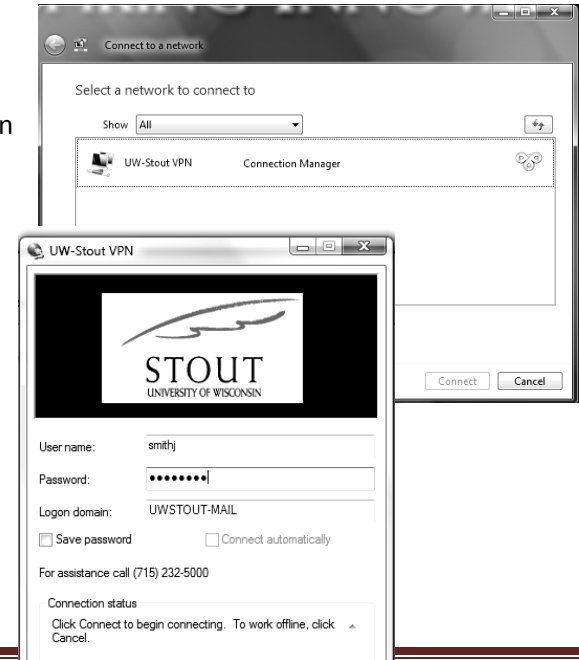 n
Connect to a network
Select a network to connect to
Show All
UW-Stout VPN Connection Manager
UW-Stout VPN
STOUT
UNIVERSITY OF WISCONSIN
Connect Cancel
User name: smithj
Password: ●●●●●●●●
Logon domain: UWSTOUT-MAIL
Save password Connect automatically
For assistance call (715) 232-5000
Connection status
Click Connect to begin connecting. To work offline, click
Cancel.